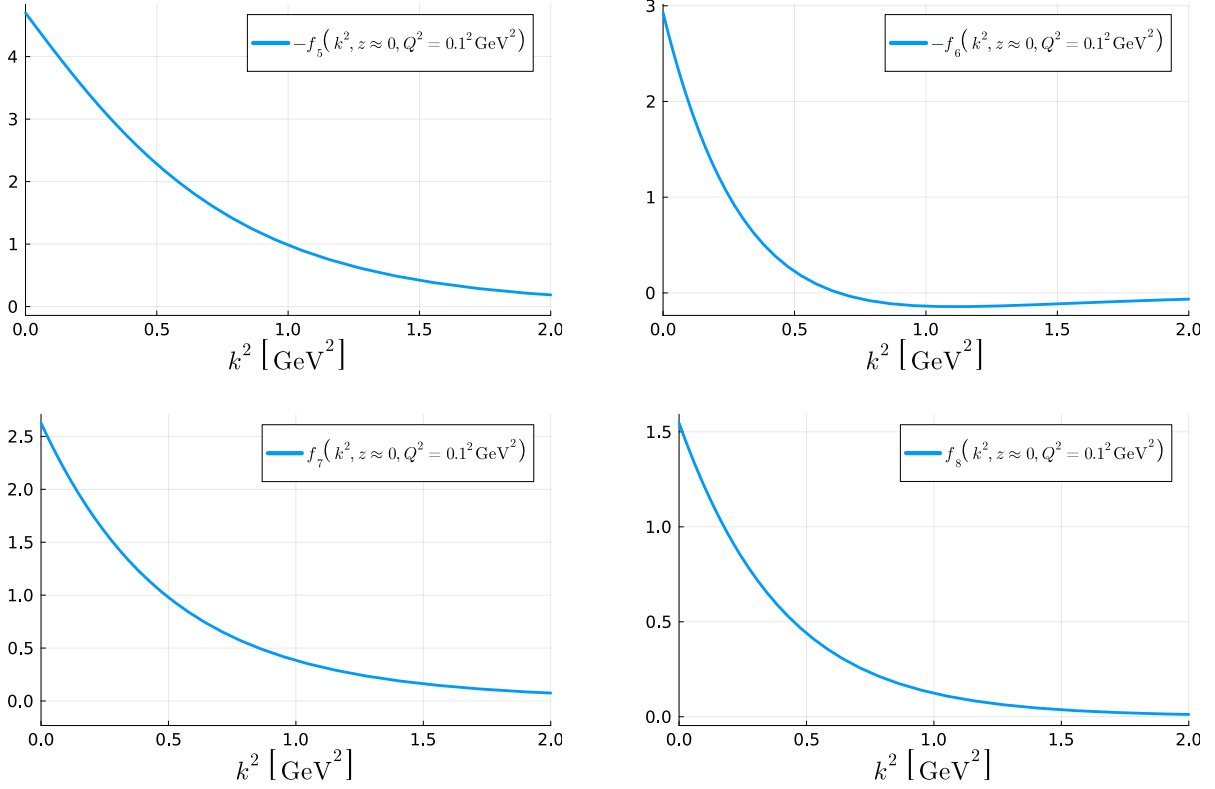 −f₅(k², z ≈ 0, Q² = 0.1² GeV²)
4
3
2
1
0
0.0 0.5 1.0 1.5 2.0
k² [GeV²]
−f₆(k², z ≈ 0, Q² = 0.1² GeV²)
3
2
1
0
0.0 0.5 1.0 1.5 2.0
k² [GeV²]
f₇(k², z ≈ 0, Q² = 0.1² GeV²)
2.5
2.0
1.5
1.0
0.5
0.0
0.0 0.5 1.0 1.5 2.0
k² [GeV²]
f₈(k², z ≈ 0, Q² = 0.1² GeV²)
1.5
1.0
0.5
0.0
0.0 0.5 1.0 1.5 2.0
k² [GeV²]